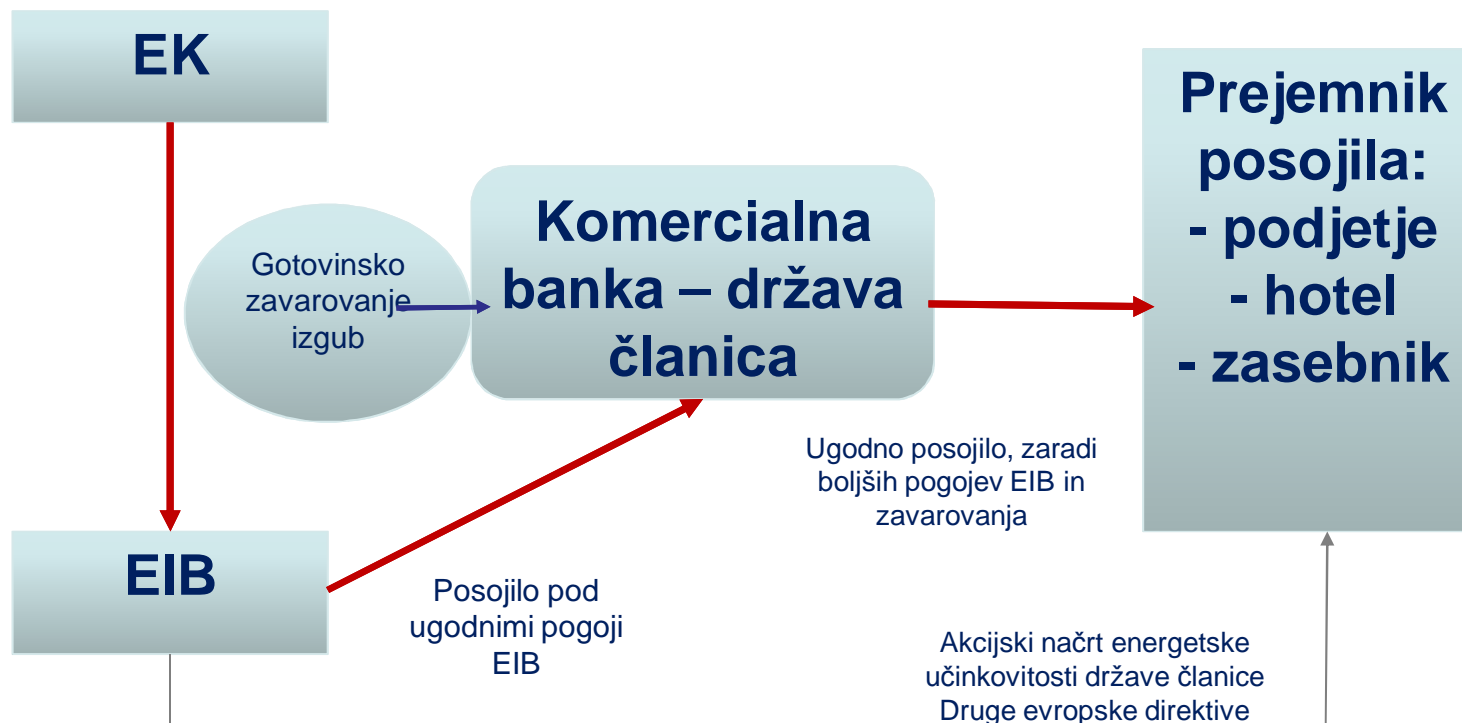 EK
Prejemnik
posojila:
- podjetje
- hotel
- zasebnik
Gotovinsko
zavarovanje
izgub
Komercialna
banka – država
članica
Ugodno posojilo, zaradi
boljših pogojev EIB in
zavarovanja
EIB
Posojilo pod
ugodnimi pogoji
EIB
Akcijski načrt energetske
učinkovitosti države članice
Druge evropske direktive